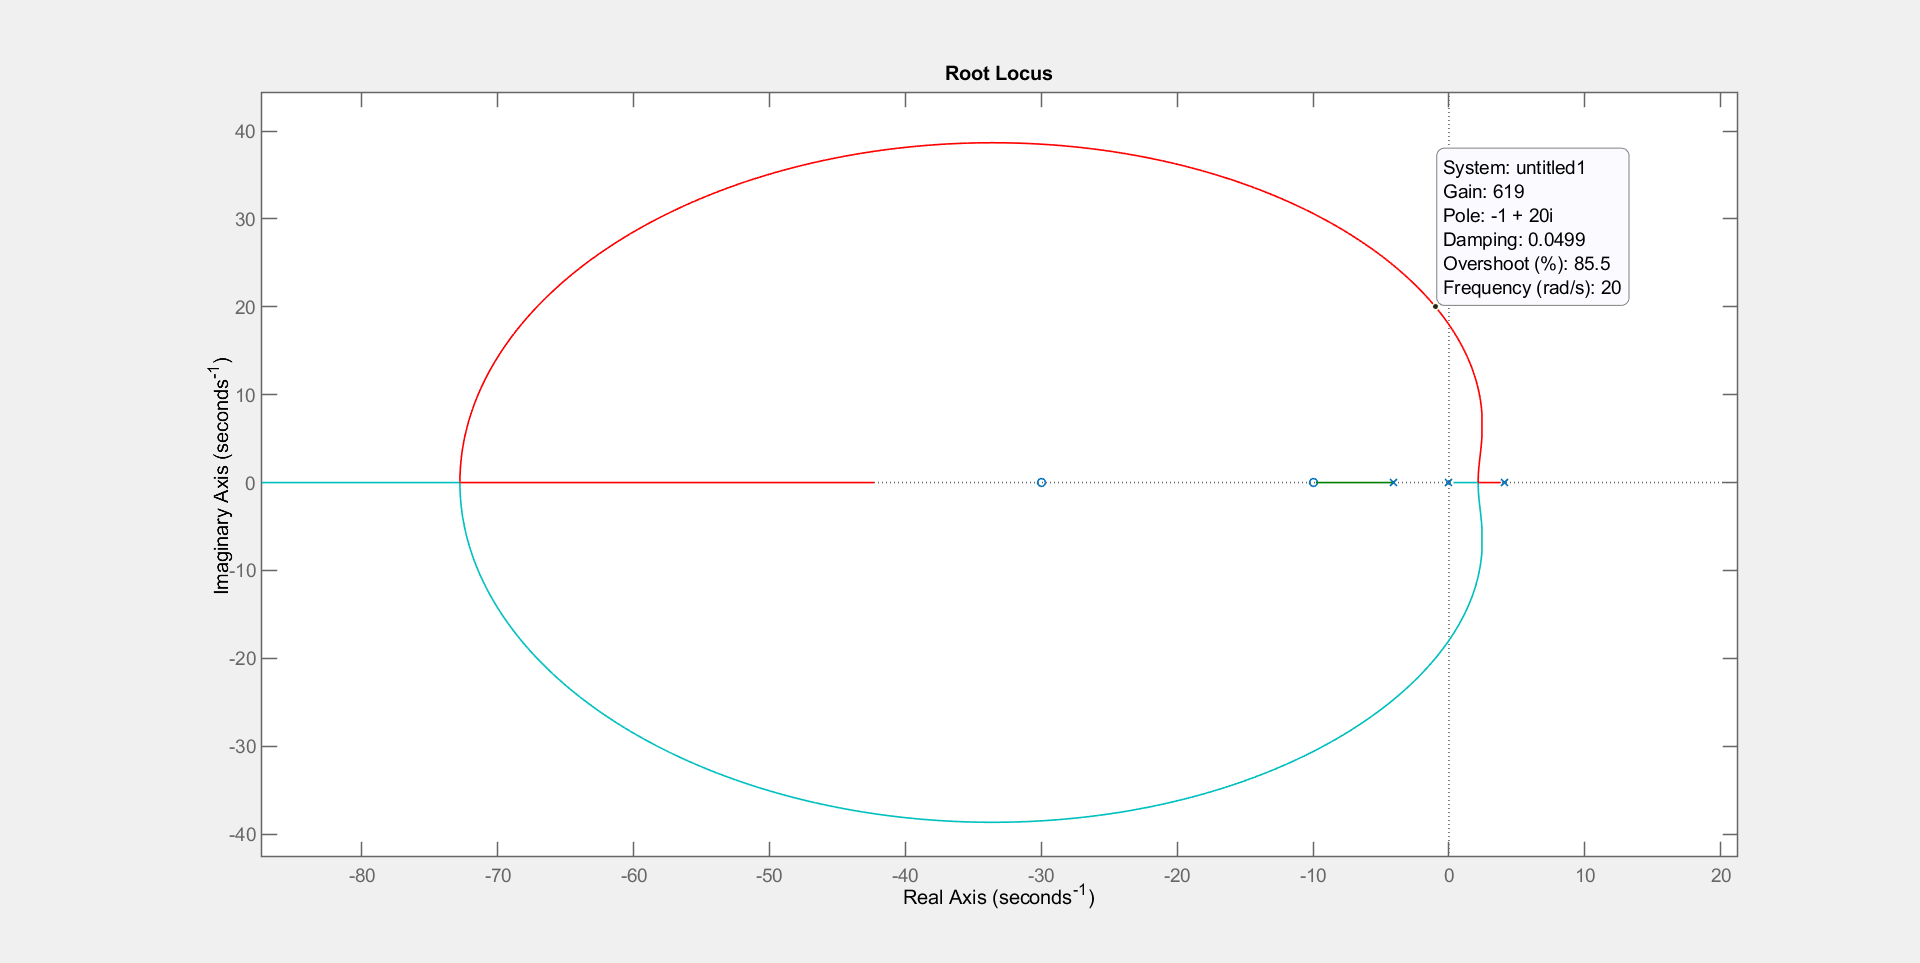 Root Locus
System: untitled1
Gain: 619
Pole: -1 + 20i
Damping: 0.0499
Overshoot (%): 85.5
Frequency (rad/s): 20
40
30
20
10
0
-10
-20
-30
-40
Imaginary Axis (seconds⁻¹)
-80 -70 -60 -50 -40 -30 -20 -10 0 10 20
Real Axis (seconds⁻¹)